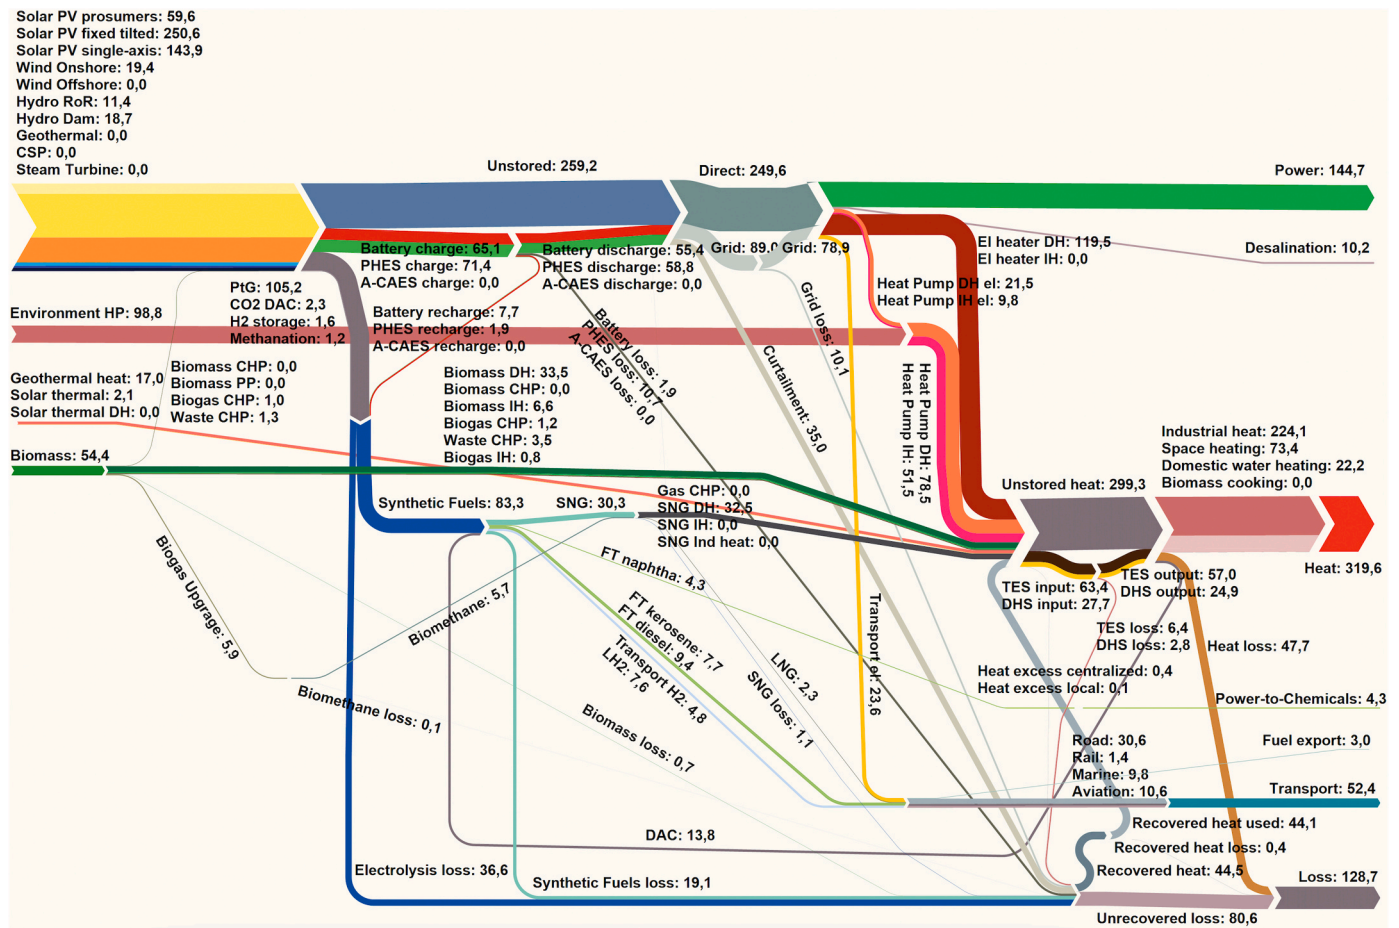 Solar PV prosumers: 59,6
Solar PV fixed tilted: 250,6
Solar PV single-axis: 143,9
Wind Onshore: 19,4
Wind Offshore: 0,0
Hydro RoR: 11,4
Hydro Dam: 18,7
Geothermal: 0,0
CSP: 0,0
Steam Turbine: 0,0
Unstored: 259,2
Direct: 249,6
Power: 144,7
Battery charge: 65,1
PHES charge: 71,4
A-CAES charge: 0,0
Battery discharge: 55,4
PHES discharge: 58,8
A-CAES discharge: 0,0
Grid: 89,0
Grid: 78,9
El heater DH: 119,5
El heater IH: 0,0
Desalination: 10,2
PtG: 105,2
CO2 DAC: 2,3
H2 storage: 1,6
Methanation: 1,2
Heat Pump DH el: 21,5
Heat Pump IH el: 9,8
Environment HP: 98,8
Battery recharge: 7,7
PHES recharge: 1,9
A-CAES recharge: 0,0
Battery loss: 1,9
PHES loss: 10,7
A-CAES loss: 0,0
Curtailment: 35,0
Grid loss: 10,1
Geothermal heat: 17,0
Solar thermal: 2,1
Solar thermal DH: 0,0
Biomass CHP: 0,0
Biomass PP: 0,0
Biogas CHP: 1,0
Waste CHP: 1,3
Biomass DH: 33,5
Biomass CHP: 0,0
Biomass IH: 6,6
Biogas CHP: 1,2
Waste CHP: 3,5
Biogas IH: 0,8
Heat Pump DH: 78,5
Heat Pump IH: 51,5
Industrial heat: 224,1
Space heating: 73,4
Domestic water heating: 22,2
Biomass cooking: 0,0
Biomass: 54,4
Unstored heat: 299,3
Synthetic Fuels: 83,3
SNG: 30,3
Gas CHP: 0,0
SNG DH: 32,5
SNG IH: 0,0
SNG Ind heat: 0,0
Heat: 319,6
FT naphtha: 4,3
TES input: 63,4
DHS input: 27,7
TES output: 57,0
DHS output: 24,9
Biogas Upgrage: 5,9
Biomethane: 5,7
FT kerosene: 7,7
FT diesel: 9,4
Transport H2: 4,8
LH2: 7,6
LNG: 2,3
SNG loss: 1,1
Transport el: 23,6
TES loss: 6,4
DHS loss: 2,8
Heat loss: 47,7
Heat excess centralized: 0,4
Heat excess local: 0,1
Power-to-Chemicals: 4,3
Biomethane loss: 0,1
Biomass loss: 0,7
Fuel export: 3,0
Road: 30,6
Rail: 1,4
Marine: 9,8
Aviation: 10,6
Transport: 52,4
DAC: 13,8
Recovered heat used: 44,1
Recovered heat loss: 0,4
Recovered heat: 44,5
Electrolysis loss: 36,6
Synthetic Fuels loss: 19,1
Loss: 128,7
Unrecovered loss: 80,6